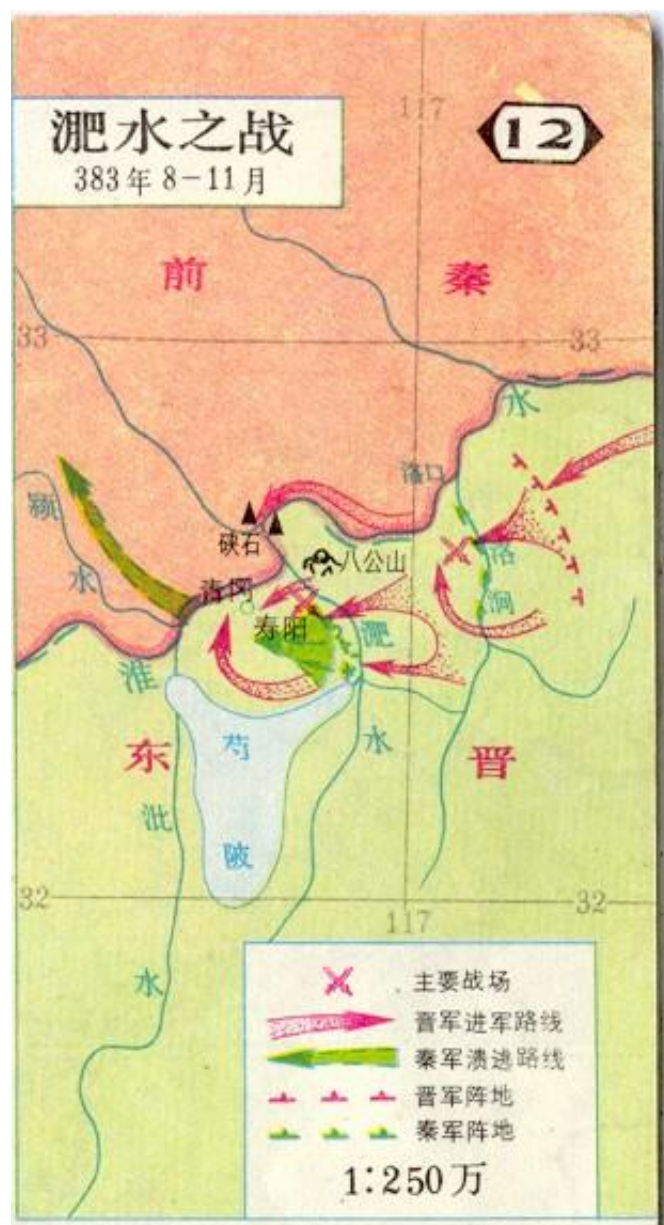 淝水之战
383年8-11月
12
117
前 秦
33 33
水
洛口
颍
水
硖石
八公山
洛
涧
青冈
寿阳
淝
水
淮
东 晋
芍
陂
沘
水
32 32
117
主要战场
晋军进军路线
秦军溃逃路线
晋军阵地
秦军阵地
1:250万